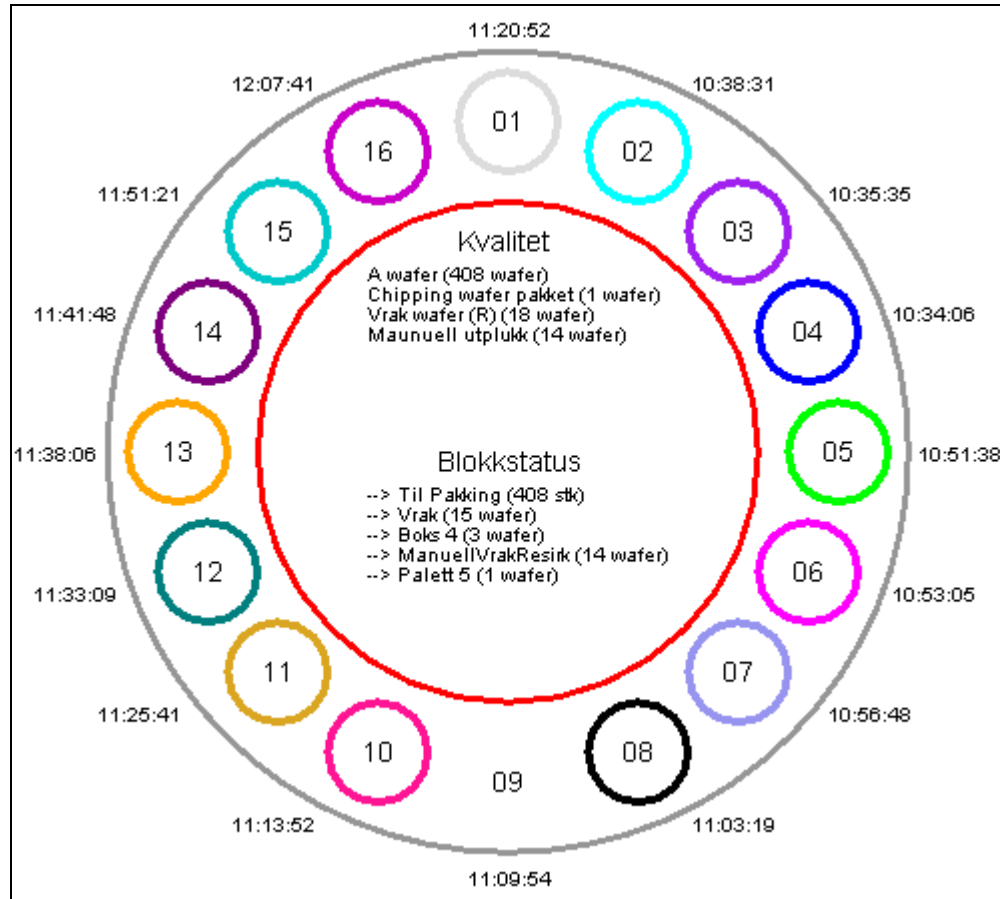 11:20:52
12:07:41
10:38:31
01
16
02
11:51:21
10:35:35
15
03
Kvalitet
A wafer (408 wafer)
Chipping wafer pakket (1 wafer)
Vrak wafer (R) (18 wafer)
Maunuell utplukk (14 wafer)
11:41:48
14
04
10:34:06
11:38:06
13
05
10:51:38
Blokkstatus
--> Til Pakking (408 stk)
--> Vrak (15 wafer)
--> Boks 4 (3 wafer)
--> ManuellVrakResirk (14 wafer)
--> Palett 5 (1 wafer)
12
06
11:33:09
10:53:05
11
07
11:25:41
10:56:48
10
08
09
11:13:52
11:03:19
11:09:54